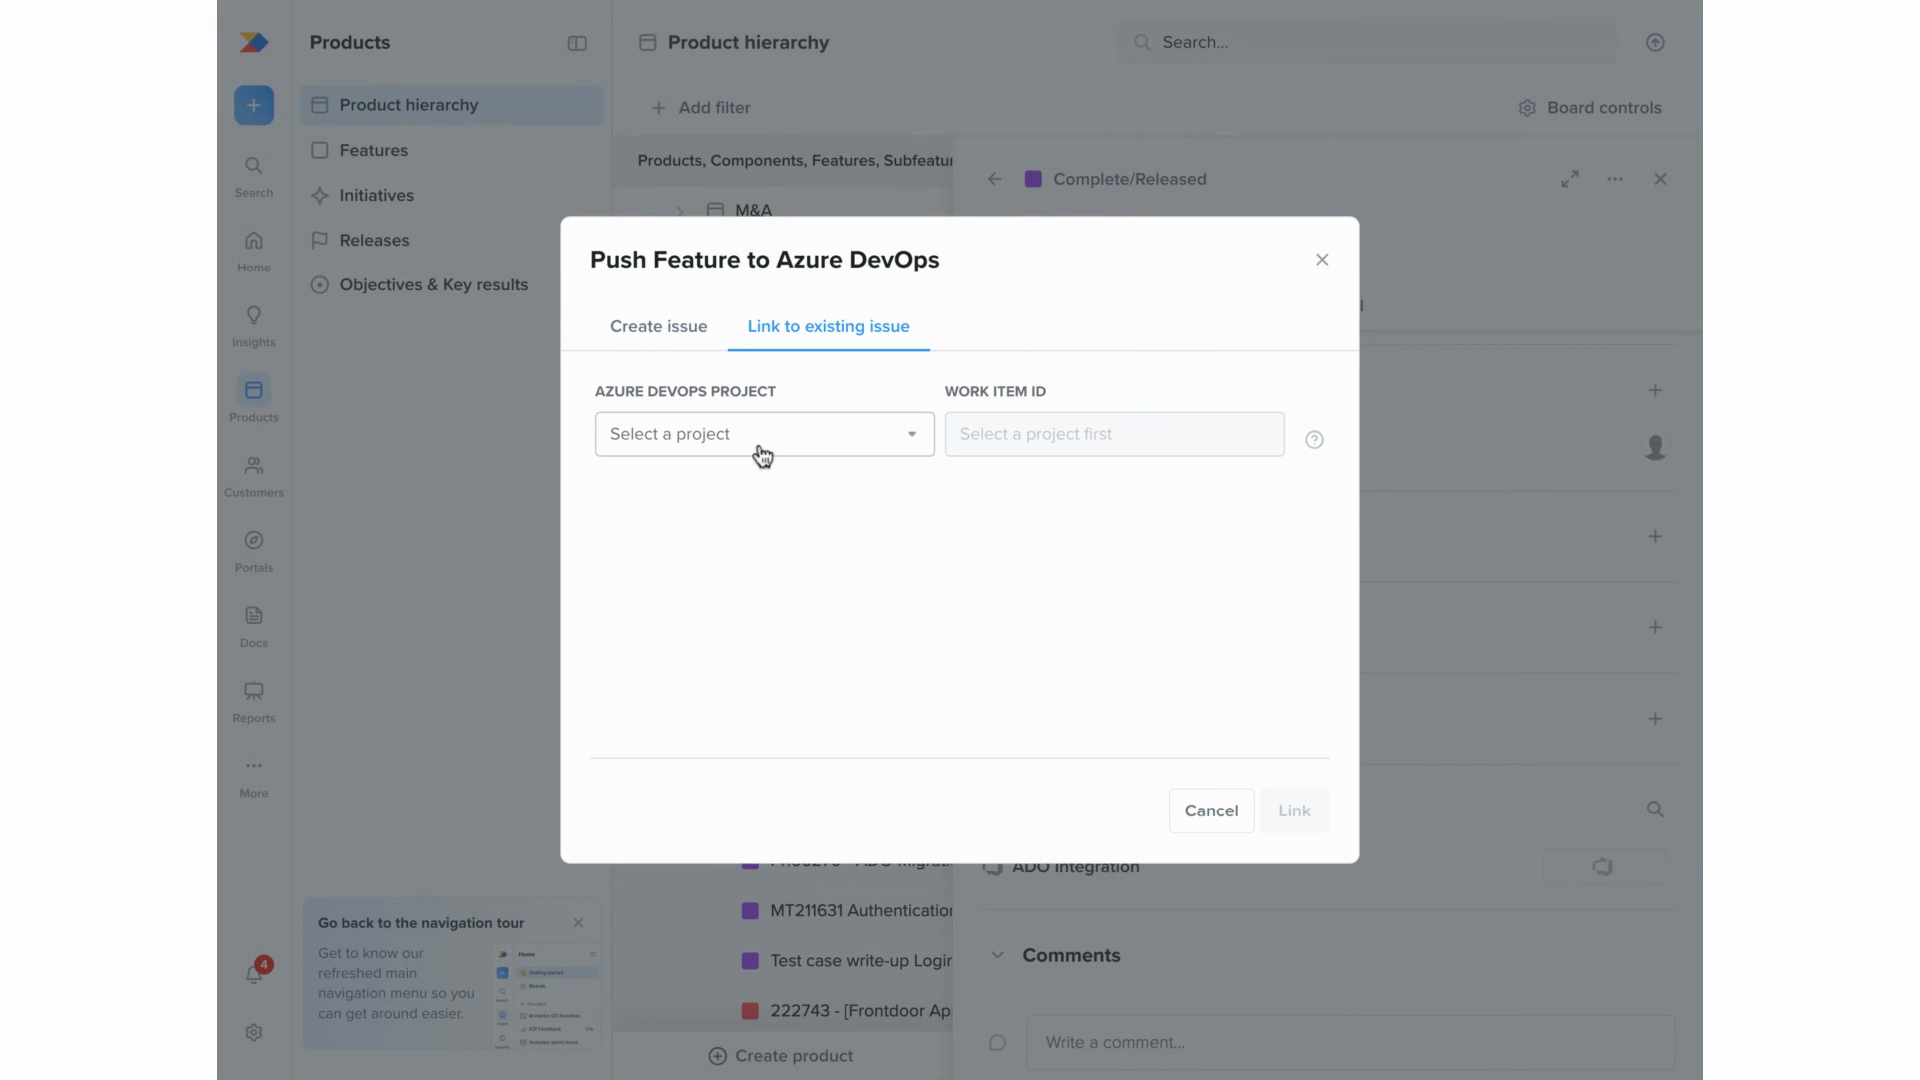 Products
Product hierarchy
Features
Initiatives
Releases
Objectives & Key results
Search
Home
Insights
Products
Customers
Portals
Docs
Reports
More
4
Go back to the navigation tour
Get to know our
refreshed main
navigation menu so you
can get around easier.
Home
Product hierarchy
Search...
Add filter
Board controls
Products, Components, Features, Subfeatu
Complete/Released
M&A
Push Feature to Azure DevOps
Create issue
Link to existing issue
AZURE DEVOPS PROJECT
WORK ITEM ID
Select a project
Select a project first
Cancel
Link
ADO Integration
MT211631 Authentication
Test case write-up Login
222743 - [Frontdoor Ap
Comments
Write a comment...
Create product